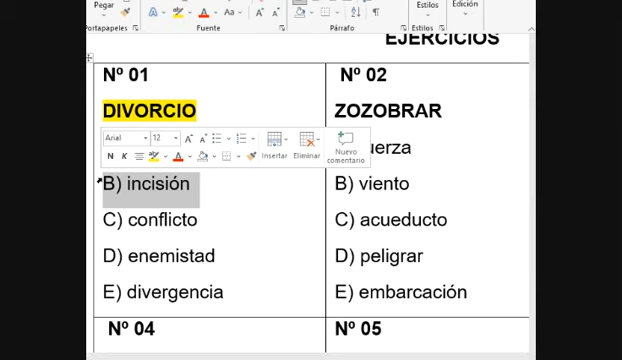 Pegar
Estilos
Edición
Portapapeles
Fuente
Párrafo
Estilos
EJERCICIOS
Nº 01
DIVORCIO
Arial 12
N K
Insertar
Eliminar
Nuevo
comentario
B) incisión
C) conflicto
D) enemistad
E) divergencia
Nº 02
ZOZOBRAR
B) viento
C) acueducto
D) peligrar
E) embarcación
Nº 04
Nº 05